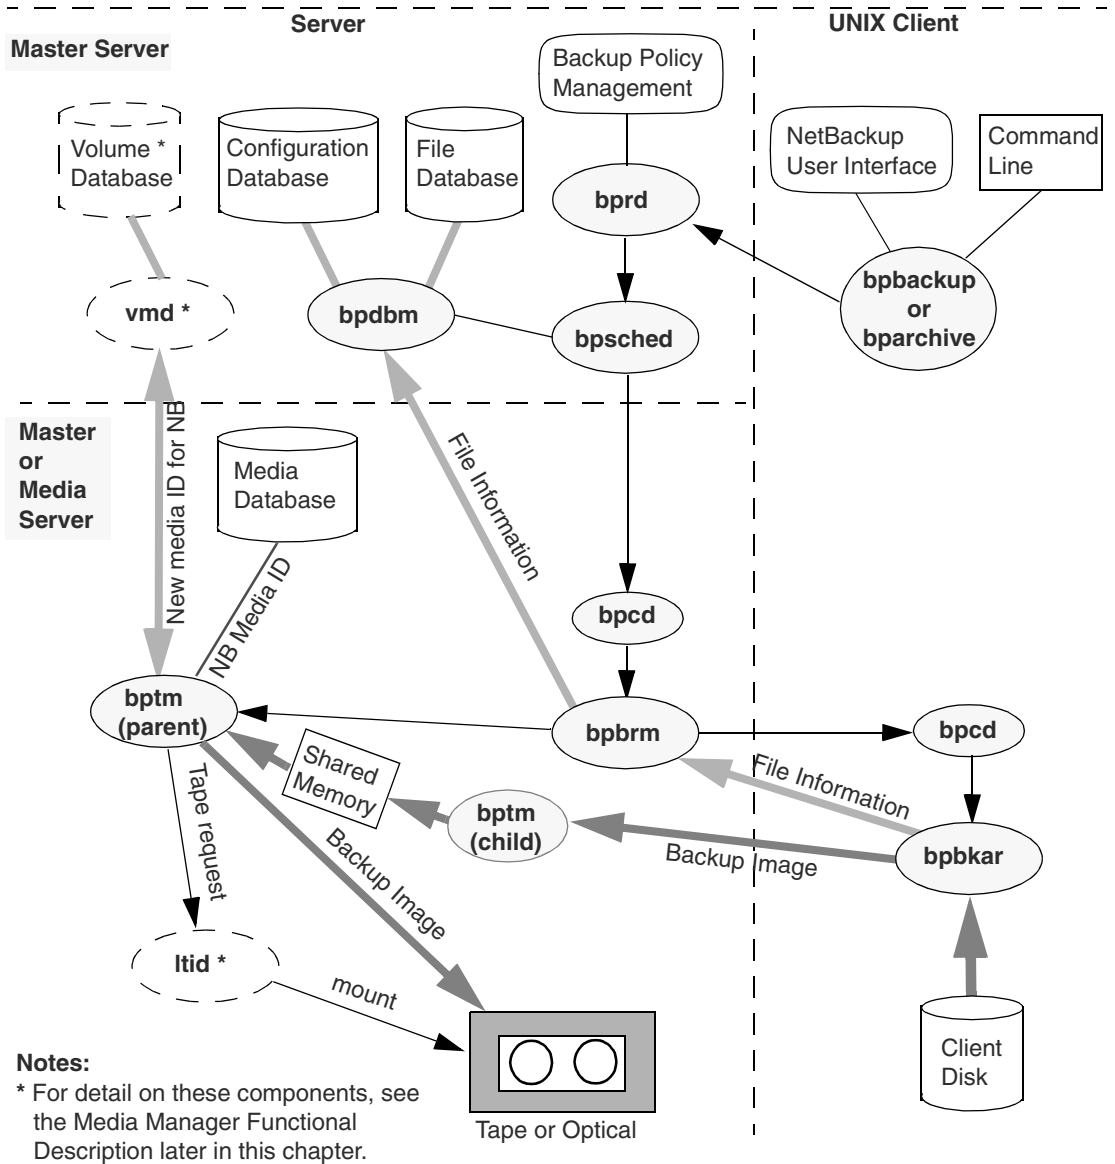 Server
UNIX Client
Master Server
Backup Policy
Management
Volume *
Database
Configuration
Database
File
Database
NetBackup
User Interface
Command
Line
bprd
bpbackup
or
bparchive
vmd *
bpdbm
bpsched
Master
or
Media
Server
New media ID for NB
Media
Database
File Information
NB Media ID
bpcd
bptm
(parent)
bpbrm
bpcd
Shared
Memory
File Information
Tape request
bptm
(child)
Backup Image
bpbkar
Backup Image
ltid *
mount
Client
Disk
Tape or Optical
Notes:
* For detail on these components, see
the Media Manager Functional
Description later in this chapter.